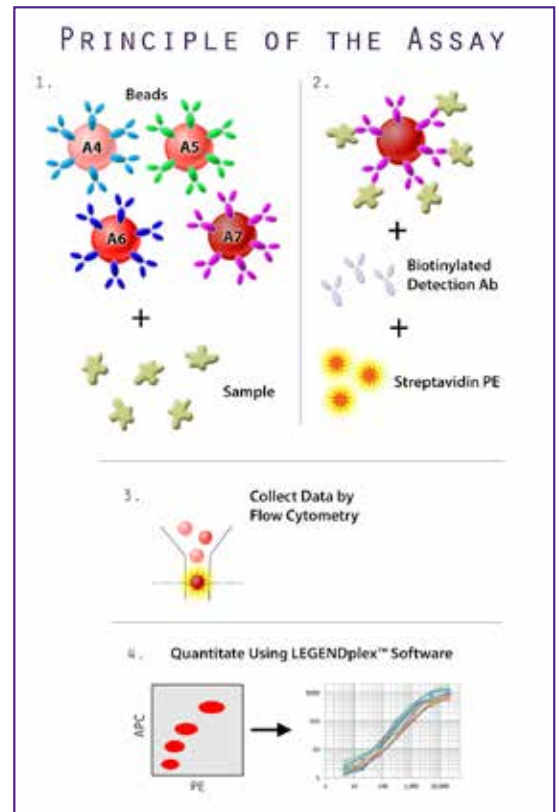 PRINCIPLE OF THE ASSAY
1.
Beads
A4
A5
A6
A7
+
Sample
2.
+
Biotinylated
Detection Ab
+
Streptavidin PE
3.
Collect Data by
Flow Cytometry
4.
Quantitate Using LEGENDplex™ Software
APC
PE